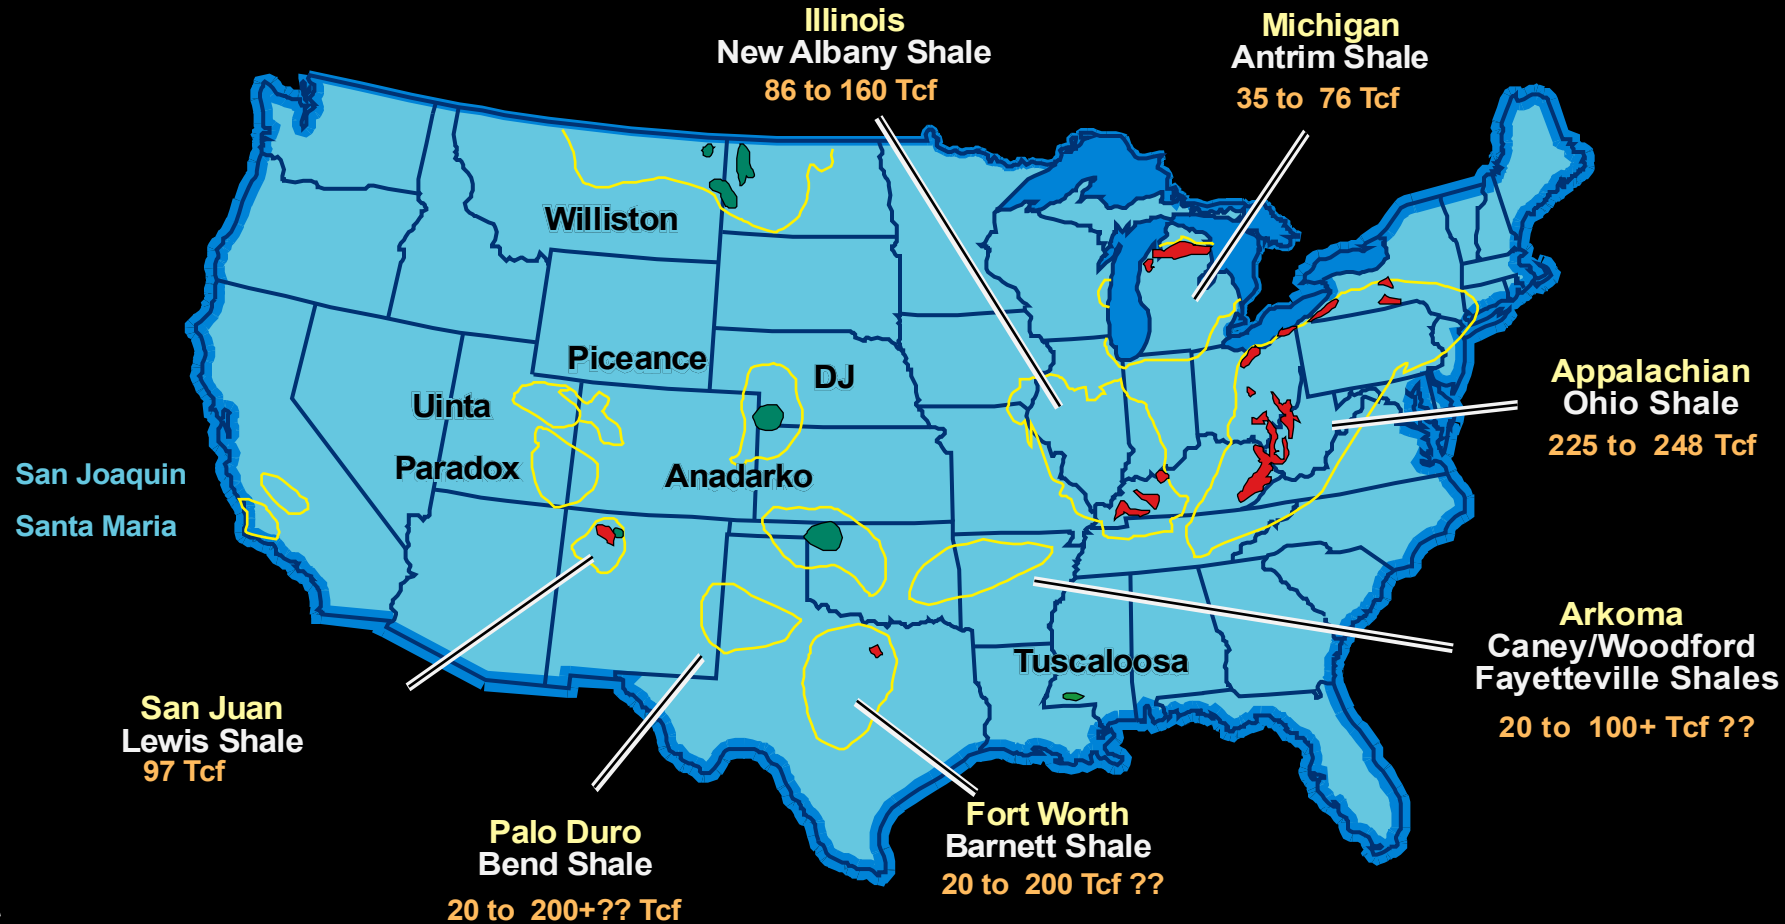 Illinois
New Albany Shale
86 to 160 Tcf
Michigan
Antrim Shale
35 to 76 Tcf
Williston
Piceance
DJ
Uinta
Paradox
Anadarko
Appalachian
Ohio Shale
225 to 248 Tcf
San Joaquin
Santa Maria
Tuscaloosa
Arkoma
Caney/Woodford
Fayetteville Shales
20 to 100+ Tcf ??
San Juan
Lewis Shale
97 Tcf
Palo Duro
Bend Shale
20 to 200+?? Tcf
Fort Worth
Barnett Shale
20 to 200 Tcf ??